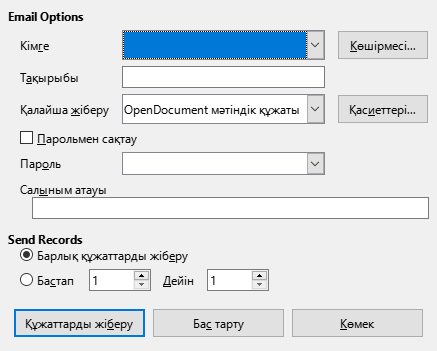 Email Options
Кімге Көшірмесі...
Тақырыбы
Қалайша жіберу OpenDocument мәтіндік құжаты Қасиеттері...
Парольмен сақтау
Пароль
Салыным атауы
Send Records
Барлық құжаттарды жіберу
Бастап 1 Дейін 1
Құжаттарды жіберу Бас тарту Көмек